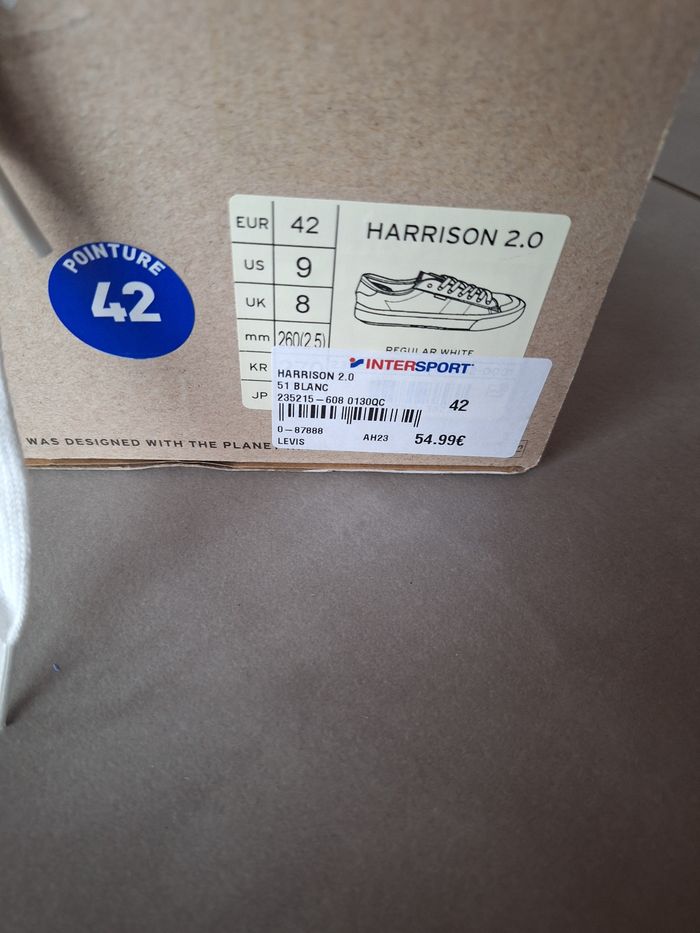 POINTURE
42
EUR 42
US 9
UK 8
mm 260(2.5)
KR
JP
HARRISON 2.0
REGULAR WHITE
INTERSPORT
HARRISON 2.0
51 BLANC
235215-608 0130QC
42
0-87888
LEVIS AH23 54.99€
WAS DESIGNED WITH THE PLANET